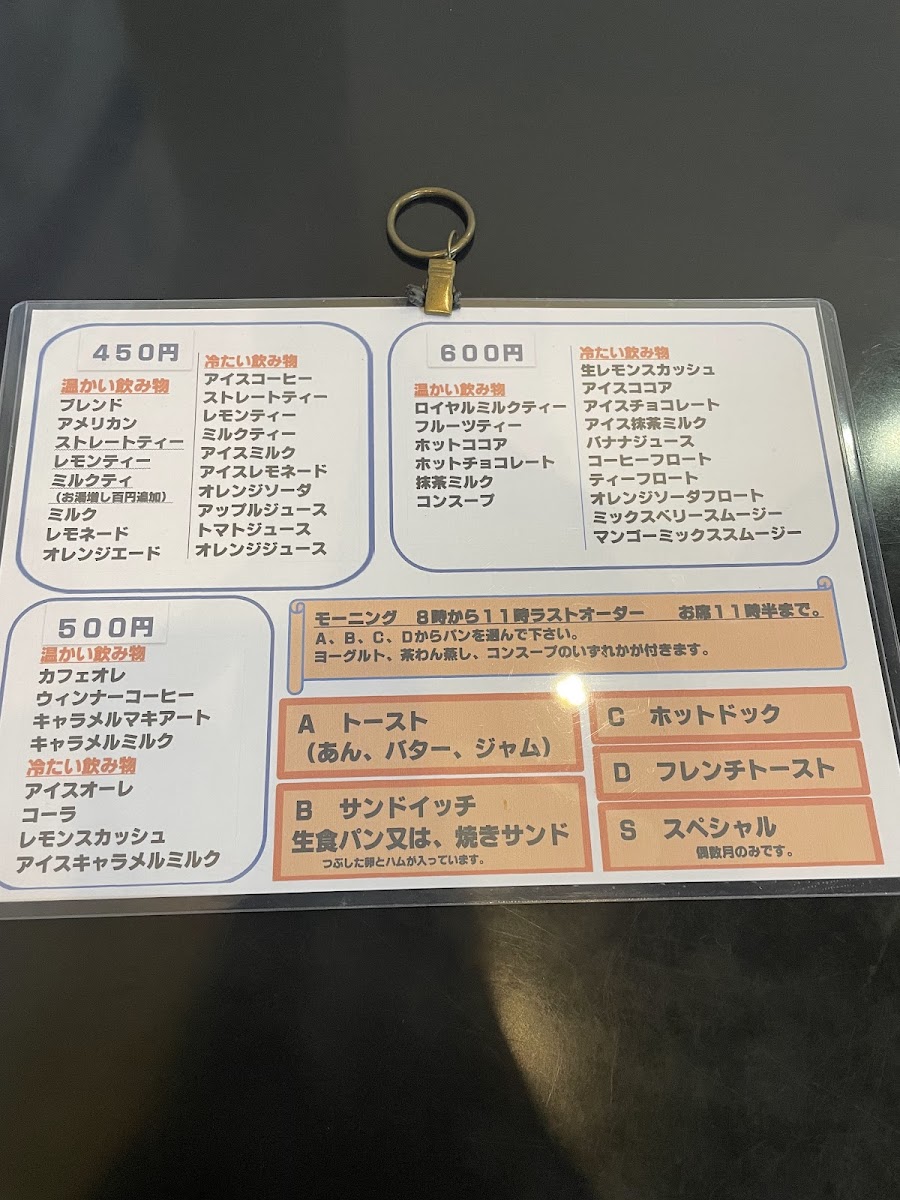 450円
温かい飲み物
ブレンド
アメリカン
ストレートティー
レモンティー
ミルクティ
(お湯増し百円追加)
ミルク
レモネード
オレンジエード
冷たい飲み物
アイスコーヒー
ストレートティー
レモンティー
ミルクティー
アイスミルク
アイスレモネード
オレンジソーダ
アップルジュース
トマトジュース
オレンジジュース
600円
温かい飲み物
ロイヤルミルクティー
フルーツティー
ホットココア
ホットチョコレート
抹茶ミルク
コンスープ
冷たい飲み物
生レモンスカッシュ
アイスココア
アイスチョコレート
アイス抹茶ミルク
バナナジュース
コーヒーフロート
ティーフロート
オレンジソーダフロート
ミックスベリースムージー
マンゴーミックススムージー
500円
温かい飲み物
カフェオレ
ウィンナーコーヒー
キャラメルマキアート
キャラメルミルク
冷たい飲み物
アイスオーレ
コーラ
レモンスカッシュ
アイスキャラメルミルク
モーニング 8時から11時ラストオーダー お席11時半まで。
A、B、C、Dからパンを選んで下さい。
ヨーグルト、茶わん蒸し、コンスープのいずれかが付きます。
A トースト
(あん、バター、ジャム)
B サンドイッチ
生食パン又は、焼きサンド
つぶした卵とハムが入っています。
C ホットドック
D フレンチトースト
S スペシャル
偶数月のみです。